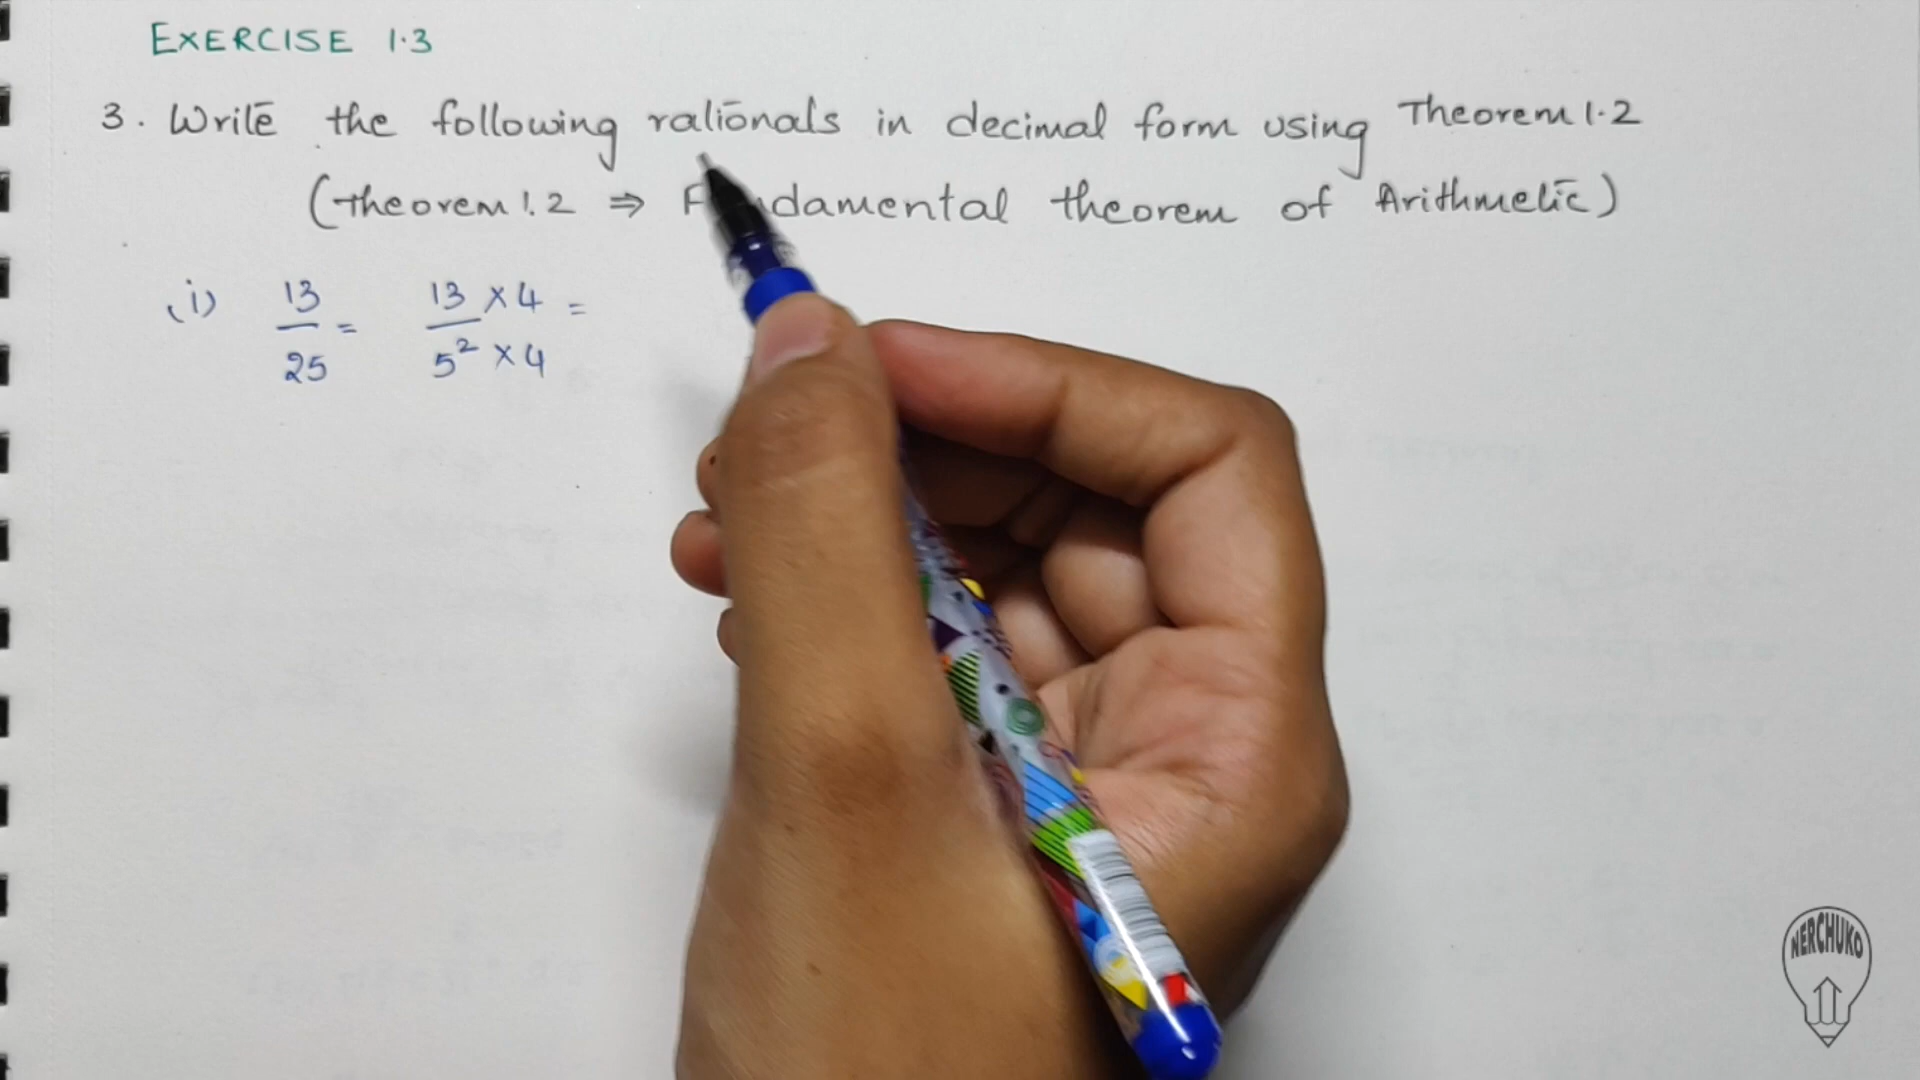 EXERCISE 1.3
3. Write the following rationals in decimal form using Theorem 1.2
(Theorem 1.2 ⇒ damental theorem of Arithmetic)
(i) 13/25 = 13 × 4 / 5² × 4 =
NERCHUKO